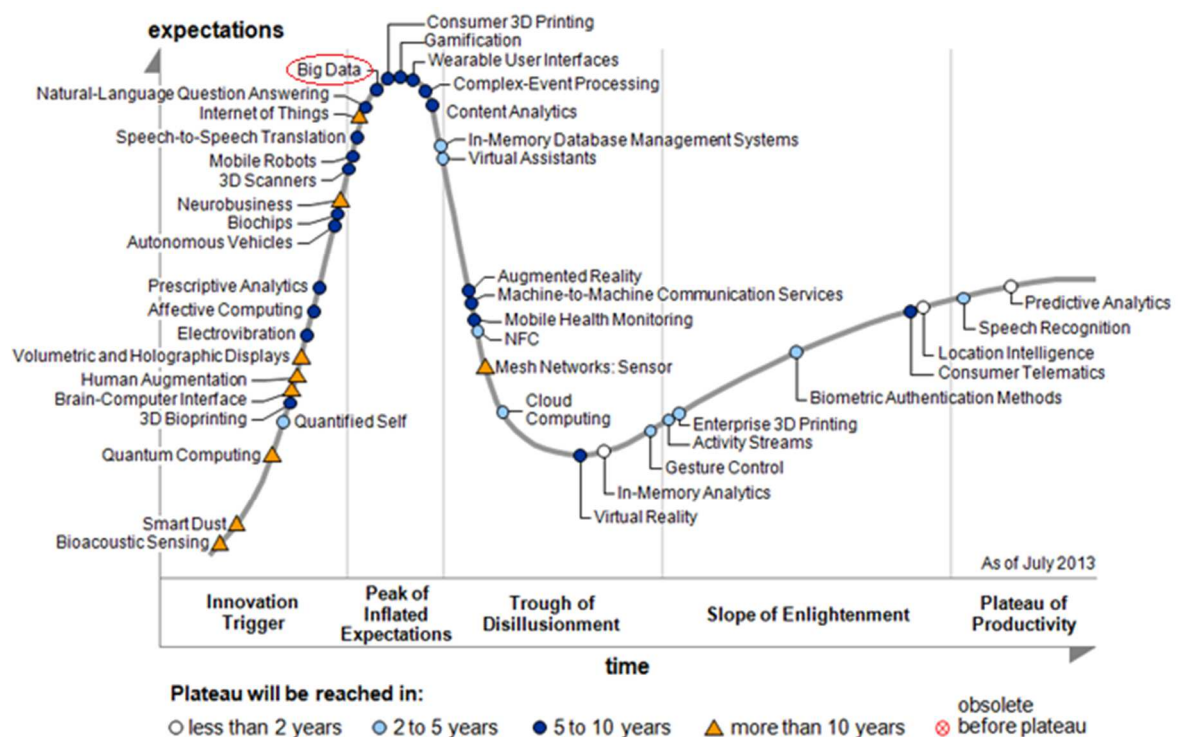 expectations
Consumer 3D Printing
Gamification
Wearable User Interfaces
Big Data
Complex-Event Processing
Natural-Language Question Answering
Internet of Things
Content Analytics
Speech-to-Speech Translation
In-Memory Database Management Systems
Mobile Robots
Virtual Assistants
3D Scanners
Neurobusiness
Biochips
Autonomous Vehicles
Augmented Reality
Prescriptive Analytics
Machine-to-Machine Communication Services
Predictive Analytics
Affective Computing
Mobile Health Monitoring
Speech Recognition
Electrovibration
NFC
Volumetric and Holographic Displays
Location Intelligence
Mesh Networks: Sensor
Consumer Telematics
Human Augmentation
Brain-Computer Interface
Biometric Authentication Methods
Cloud
Computing
3D Bioprinting
Quantified Self
Enterprise 3D Printing
Activity Streams
Quantum Computing
Gesture Control
In-Memory Analytics
Virtual Reality
Smart Dust
Bioacoustic Sensing
As of July 2013
Innovation
Trigger
Peak of
Inflated
Expectations
Trough of
Disillusionment
Slope of Enlightenment
Plateau of
Productivity
time
Plateau will be reached in:
less than 2 years
2 to 5 years
5 to 10 years
more than 10 years
obsolete
before plateau